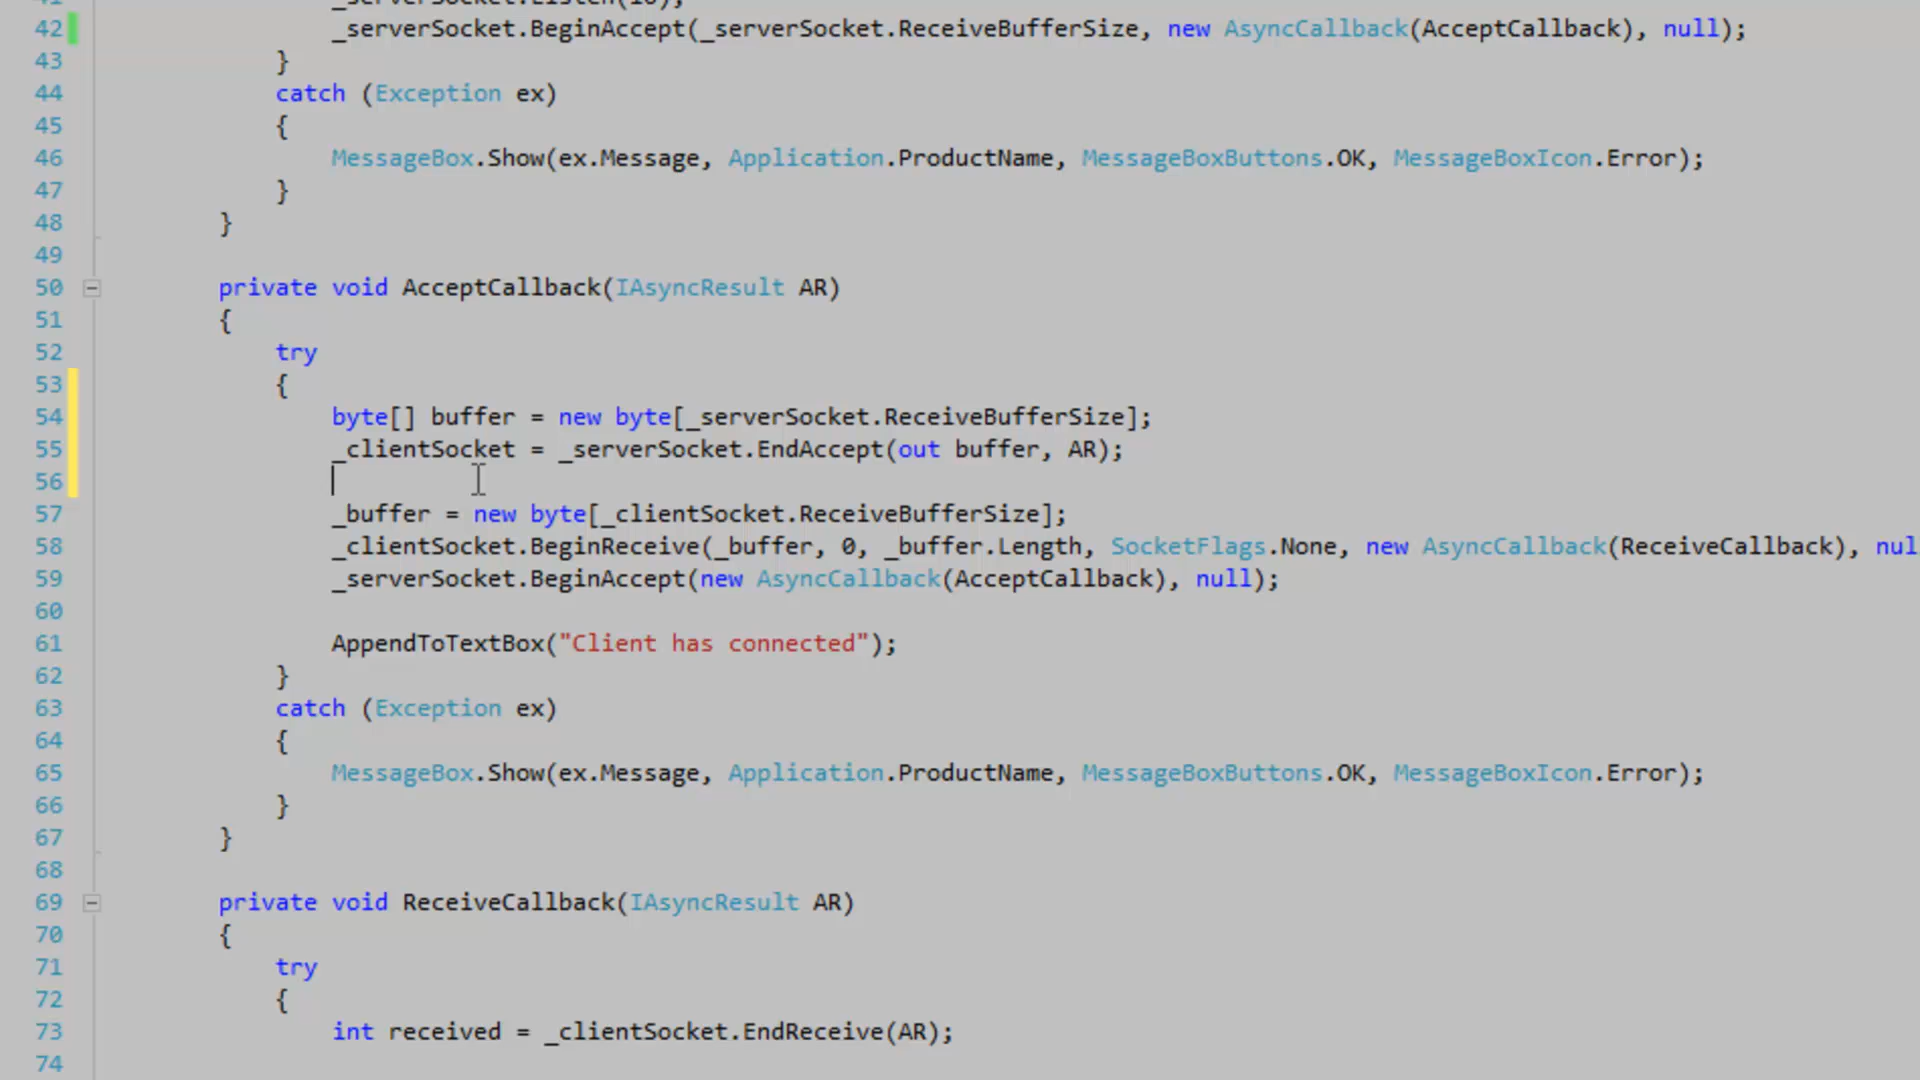 41 _serverSocket.Listen(10);
42 _serverSocket.BeginAccept(_serverSocket.ReceiveBufferSize, new AsyncCallback(AcceptCallback), null);
43 }
44 catch (Exception ex)
45 {
46 MessageBox.Show(ex.Message, Application.ProductName, MessageBoxButtons.OK, MessageBoxIcon.Error);
47 }
48 }
49
50 private void AcceptCallback(IAsyncResult AR)
51 {
52 try
53 {
54 byte[] buffer = new byte[_serverSocket.ReceiveBufferSize];
55 _clientSocket = _serverSocket.EndAccept(out buffer, AR);
56
57 _buffer = new byte[_clientSocket.ReceiveBufferSize];
58 _clientSocket.BeginReceive(_buffer, 0, _buffer.Length, SocketFlags.None, new AsyncCallback(ReceiveCallback), nul
59 _serverSocket.BeginAccept(new AsyncCallback(AcceptCallback), null);
60
61 AppendToTextBox("Client has connected");
62 }
63 catch (Exception ex)
64 {
65 MessageBox.Show(ex.Message, Application.ProductName, MessageBoxButtons.OK, MessageBoxIcon.Error);
66 }
67 }
68
69 private void ReceiveCallback(IAsyncResult AR)
70 {
71 try
72 {
73 int received = _clientSocket.EndReceive(AR);
74